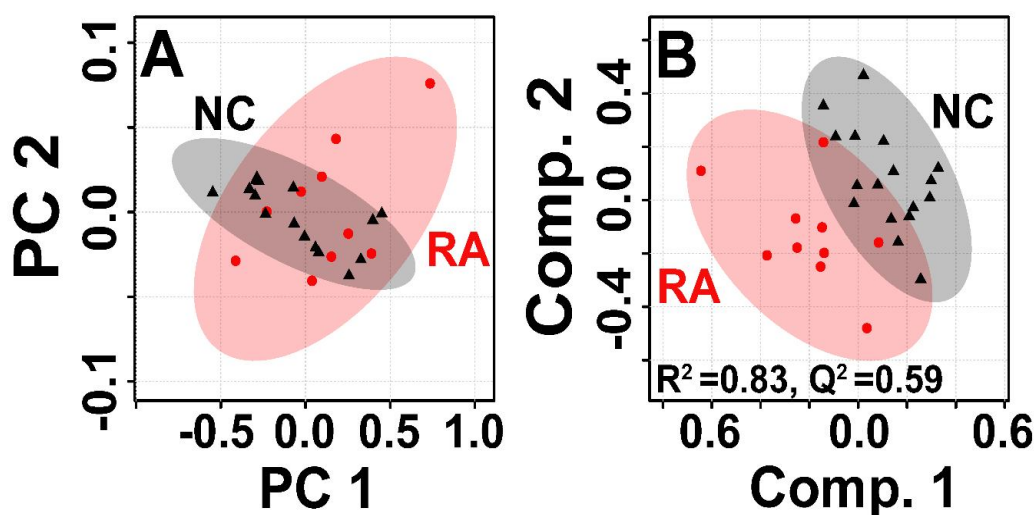 A
NC
RA
PC 2
0.1
0.0
-0.1
-0.5
0.0
0.5
1.0
PC 1
B
NC
RA
Comp. 2
0.4
0.0
-0.4
R² =0.83, Q² =0.59
0.6
0.0
0.6
Comp. 1